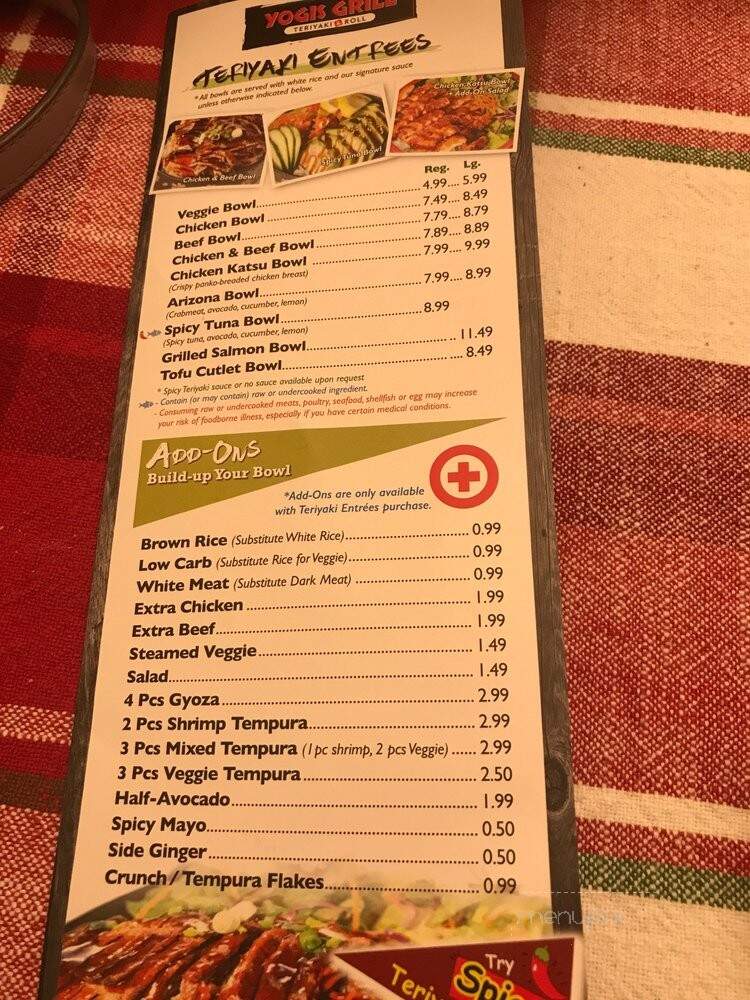 YOGIS GRILL
TERIYAKI & ROLL
TERIYAKI ENTREES
*All bowls are served with white rice and our signature sauce
unless otherwise indicated below.
Chicken & Beef Bowl
Spicy Tuna Bowl
Chicken Katsu Bowl
+ Add-On Salad
Reg. Lg.
Veggie Bowl 4.99.... 5.99
Chicken Bowl 7.49.... 8.49
Beef Bowl 7.79.... 8.79
Chicken & Beef Bowl 7.89.... 8.89
Chicken Katsu Bowl 7.99.... 9.99
(Crispy panko-breaded chicken breast)
Arizona Bowl 7.99.... 8.99
(Crabmeat, avocado, cucumber, lemon)
Spicy Tuna Bowl 8.99
(Spicy tuna, avocado, cucumber, lemon)
Grilled Salmon Bowl 11.49
Tofu Cutlet Bowl 8.49
* Spicy Teriyaki sauce or no sauce available upon request
- Contain (or may contain) raw or undercooked ingredient.
- Consuming raw or undercooked meats, poultry, seafood, shellfish or egg may increase
your risk of foodborne illness, especially if you have certain medical conditions.
ADD-ONS
Build-up Your Bowl
*Add-Ons are only available
with Teriyaki Entrées purchase.
Brown Rice (Substitute White Rice) 0.99
Low Carb (Substitute Rice for Veggie) 0.99
White Meat (Substitute Dark Meat) 0.99
Extra Chicken 1.99
Extra Beef 1.99
Steamed Veggie 1.49
Salad 1.49
4 Pcs Gyoza 2.99
2 Pcs Shrimp Tempura 2.99
3 Pcs Mixed Tempura (1pc shrimp, 2 pcs Veggie) 2.99
3 Pcs Veggie Tempura 2.50
Half-Avocado 1.99
Spicy Mayo 0.50
Side Ginger 0.50
Crunch / Tempura Flakes 0.99
Try